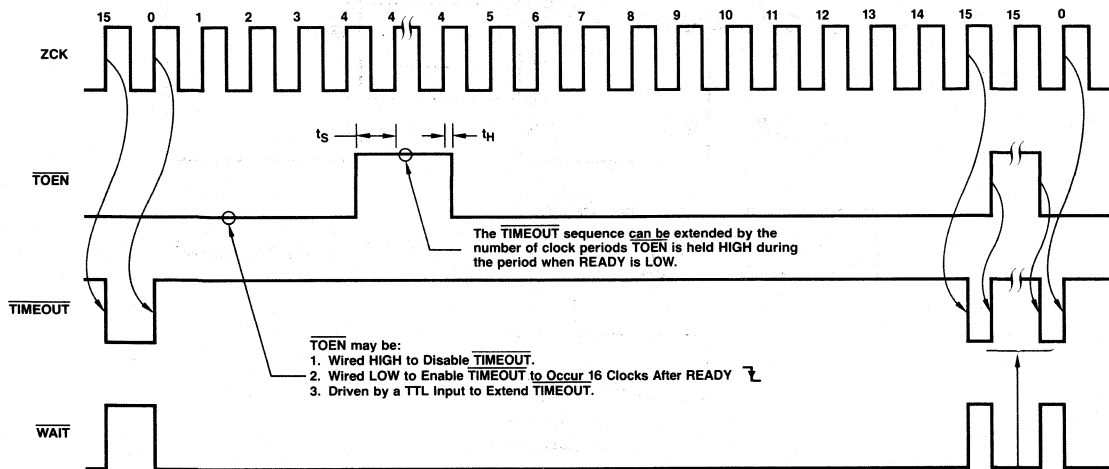 15 0 1 2 3 4 4 4 5 6 7 8 9 10 11 12 13 14 15 15 0
ZCK
tS tH
TOEN
The TIMEOUT sequence can be extended by the
number of clock periods TOEN is held HIGH during
the period when READY is LOW.
TIMEOUT
TOEN may be:
1. Wired HIGH to Disable TIMEOUT.
2. Wired LOW to Enable TIMEOUT to Occur 16 Clocks After READY
3. Driven by a TTL Input to Extend TIMEOUT.
WAIT